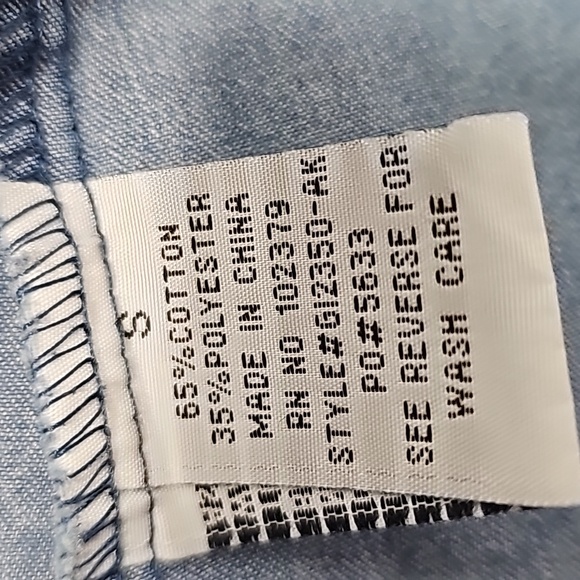 S
65%COTTON
35%POLYESTER
MADE IN CHINA
RN NO 102379
STYLE#GI2350-AK
PO#5633
SEE REVERSE FOR
WASH CARE